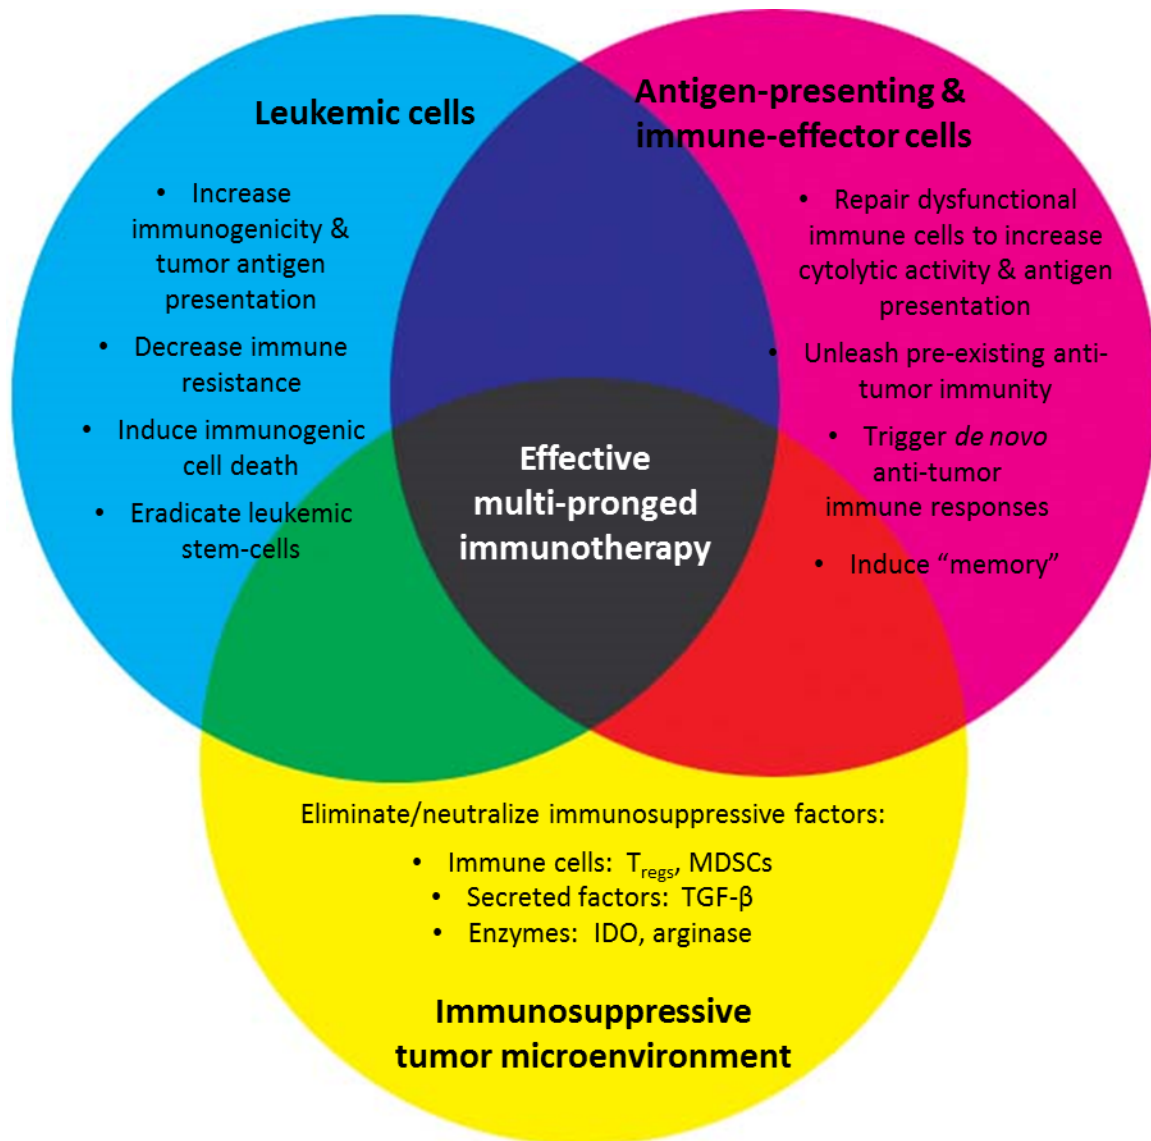 Leukemic cells
• Increase
immunogenicity &
tumor antigen
presentation
• Decrease immune
resistance
• Induce immunogenic
cell death
• Eradicate leukemic
stem-cells
Antigen-presenting &
immune-effector cells
• Repair dysfunctional
immune cells to increase
cytolytic activity & antigen
presentation
• Unleash pre-existing anti-
tumor immunity
• Trigger de novo
anti-tumor
immune responses
• Induce “memory”
Effective
multi-pronged
immunotherapy
Eliminate/neutralize immunosuppressive factors:
• Immune cells: Tregs, MDSCs
• Secreted factors: TGF-β
• Enzymes: IDO, arginase
Immunosuppressive
tumor microenvironment